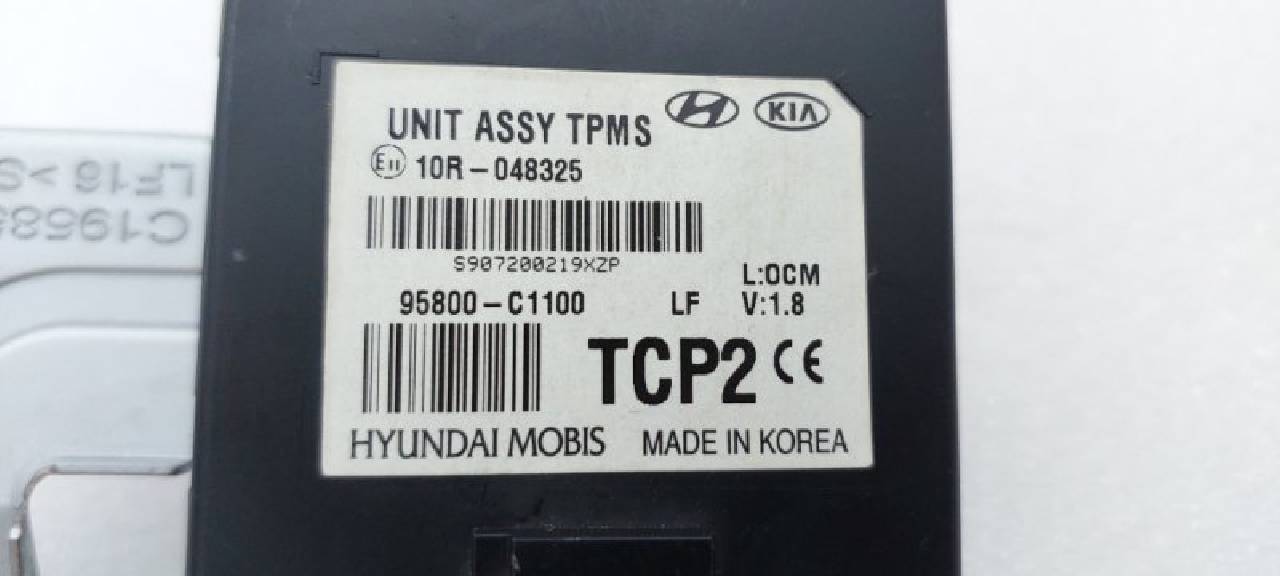 UNIT ASSY TPMS
KIA
E11 10R-048325
S907200219XZP
L:OCM
95800-C1100 LF V:1.8
TCP2 CE
HYUNDAI MOBIS MADE IN KOREA
LF16